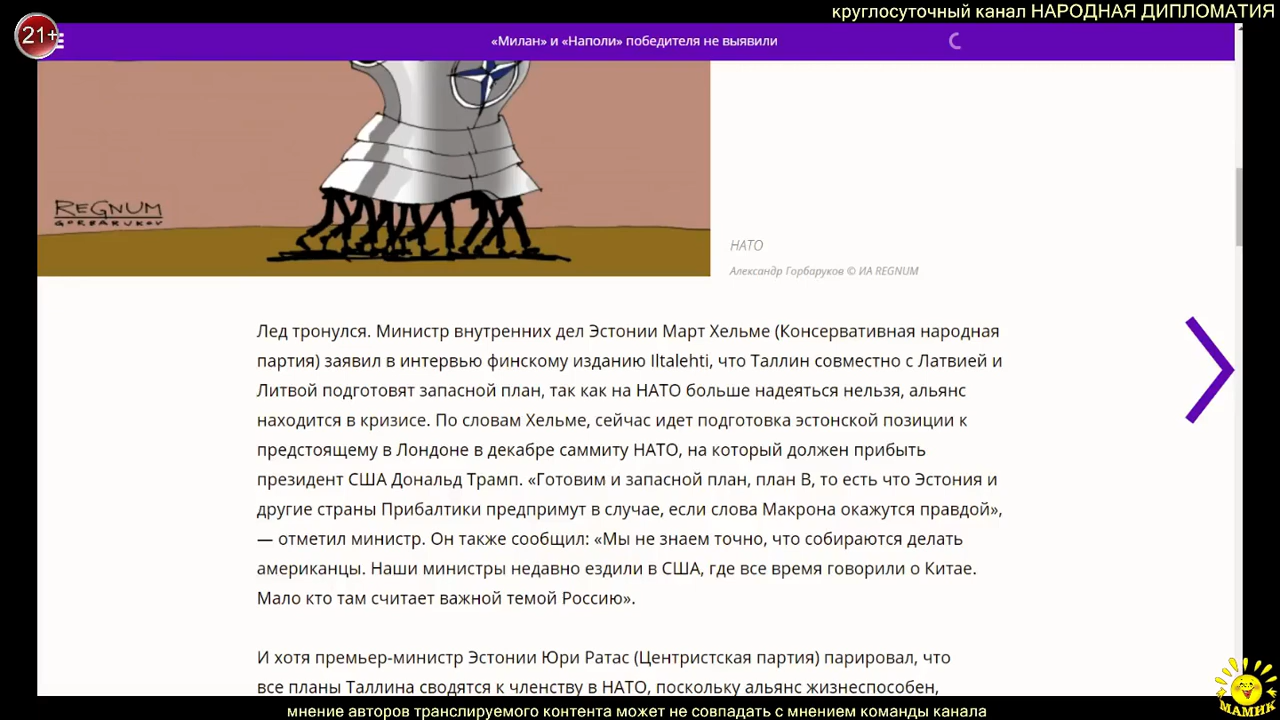 круглосуточный канал НАРОДНАЯ ДИПЛОМАТИЯ
21+
«Милан» и «Наполи» победителя не выявили
REGNUM
GORBARUKOV
НАТО
Александр Горбаруков © ИА REGNUM
Лед тронулся. Министр внутренних дел Эстонии Март Хельме (Консервативная народная
партия) заявил в интервью финскому изданию Iltalehti, что Таллин совместно с Латвией и
Литвой подготовят запасной план, так как на НАТО больше надеяться нельзя, альянс
находится в кризисе. По словам Хельме, сейчас идет подготовка эстонской позиции к
предстоящему в Лондоне в декабре саммиту НАТО, на который должен прибыть
президент США Дональд Трамп. «Готовим и запасной план, план B, то есть что Эстония и
другие страны Прибалтики предпримут в случае, если слова Макрона окажутся правдой»,
— отметил министр. Он также сообщил: «Мы не знаем точно, что собираются делать
американцы. Наши министры недавно ездили в США, где все время говорили о Китае.
Мало кто там считает важной темой Россию».
И хотя премьер-министр Эстонии Юри Ратас (Центристская партия) парировал, что
все планы Таллина сводятся к членству в НАТО, поскольку альянс жизнеспособен,
МАМИК
мнение авторов транслируемого контента может не совпадать с мнением команды канала